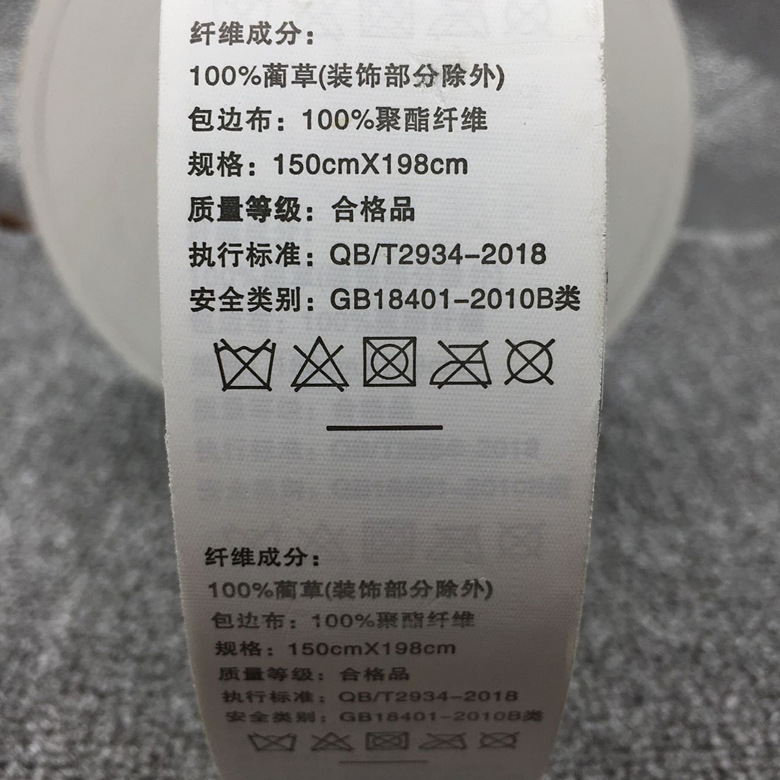 纤维成分：
100%蔺草(装饰部分除外)
包边布：100%聚酯纤维
规格：150cmX198cm
质量等级：合格品
执行标准：QB/T2934-2018
安全类别：GB18401-2010B类
纤维成分：
100%蔺草(装饰部分除外)
包边布：100%聚酯纤维
规格：150cmX198cm
质量等级：合格品
执行标准：QB/T2934-2018
安全类别：GB18401-2010B类